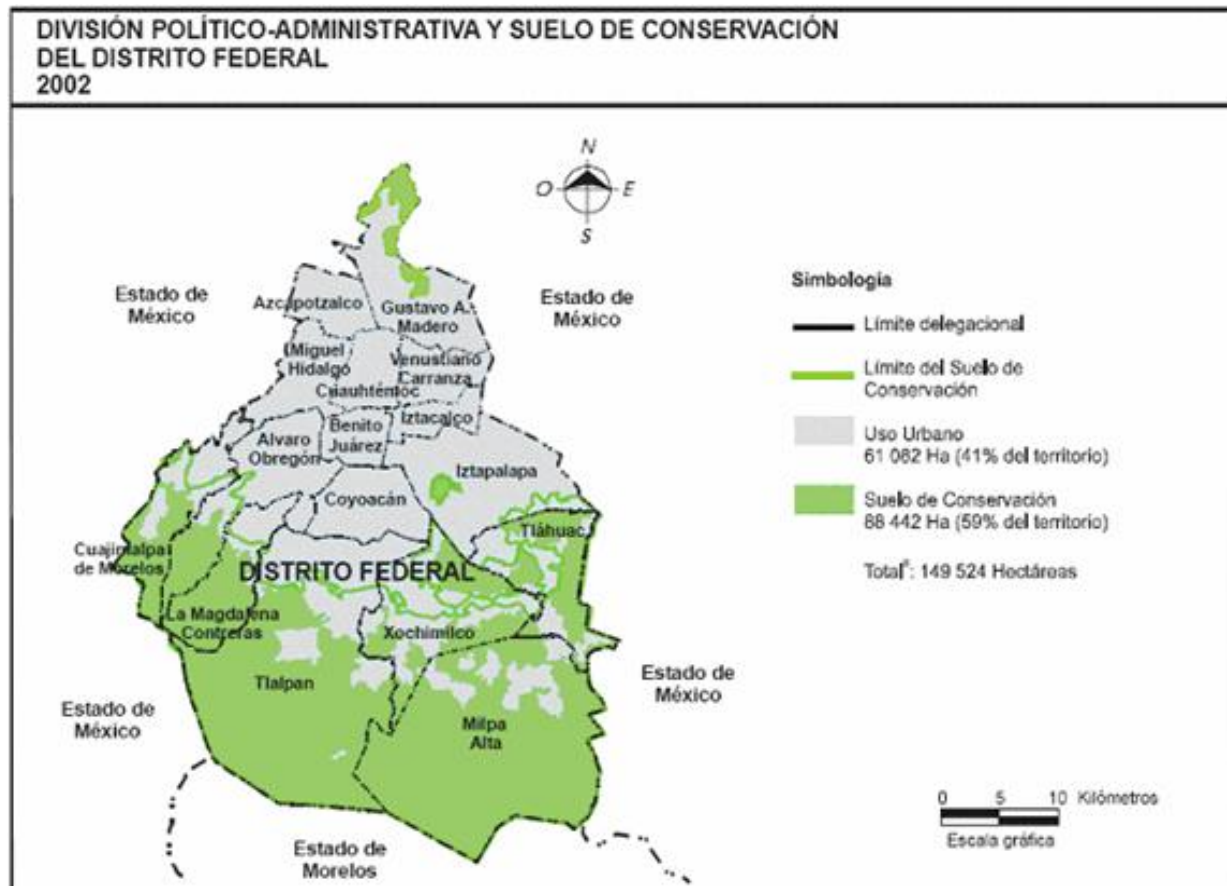 DIVISIÓN POLÍTICO-ADMINISTRATIVA Y SUELO DE CONSERVACIÓN
DEL DISTRITO FEDERAL
2002
N
O
E
S
Estado de
México
Azcapotzalco
Gustavo A.
Madero
Estado de
México
Miguel
Hidalgo
Venustiano
Carranza
Cuauhtémoc
Iztacalco
Benito
Juárez
Alvaro
Obregón
Iztapalapa
Coyoacán
Tláhuac
Cuajimalpa
de Morelos
DISTRITO FEDERAL
La Magdalena
Contreras
Xochimilco
Tlalpan
Milpa
Alta
Estado de
México
Estado de
México
Estado de
Morelos
Simbología
Límite delegacional
Límite del Suelo de
Conservación
Uso Urbano
61 082 Ha (41% del territorio)
Suelo de Conservación
88 442 Ha (59% del territorio)
Total: 149 524 Hectáreas
0 5 10 Kilómetros
Escala gráfica